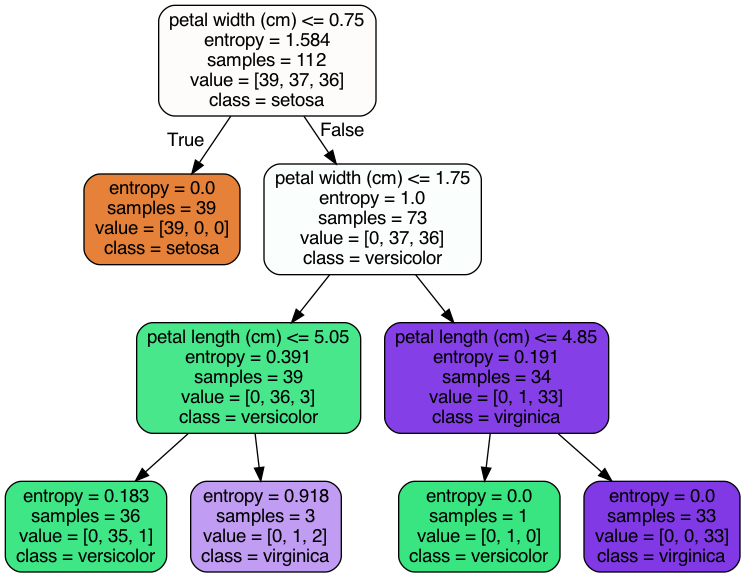 petal width (cm) <= 0.75
entropy = 1.584
samples = 112
value = [39, 37, 36]
class = setosa
True
False
entropy = 0.0
samples = 39
value = [39, 0, 0]
class = setosa
petal width (cm) <= 1.75
entropy = 1.0
samples = 73
value = [0, 37, 36]
class = versicolor
petal length (cm) <= 5.05
entropy = 0.391
samples = 39
value = [0, 36, 3]
class = versicolor
petal length (cm) <= 4.85
entropy = 0.191
samples = 34
value = [0, 1, 33]
class = virginica
entropy = 0.183
samples = 36
value = [0, 35, 1]
class = versicolor
entropy = 0.918
samples = 3
value = [0, 1, 2]
class = virginica
entropy = 0.0
samples = 1
value = [0, 1, 0]
class = versicolor
entropy = 0.0
samples = 33
value = [0, 0, 33]
class = virginica